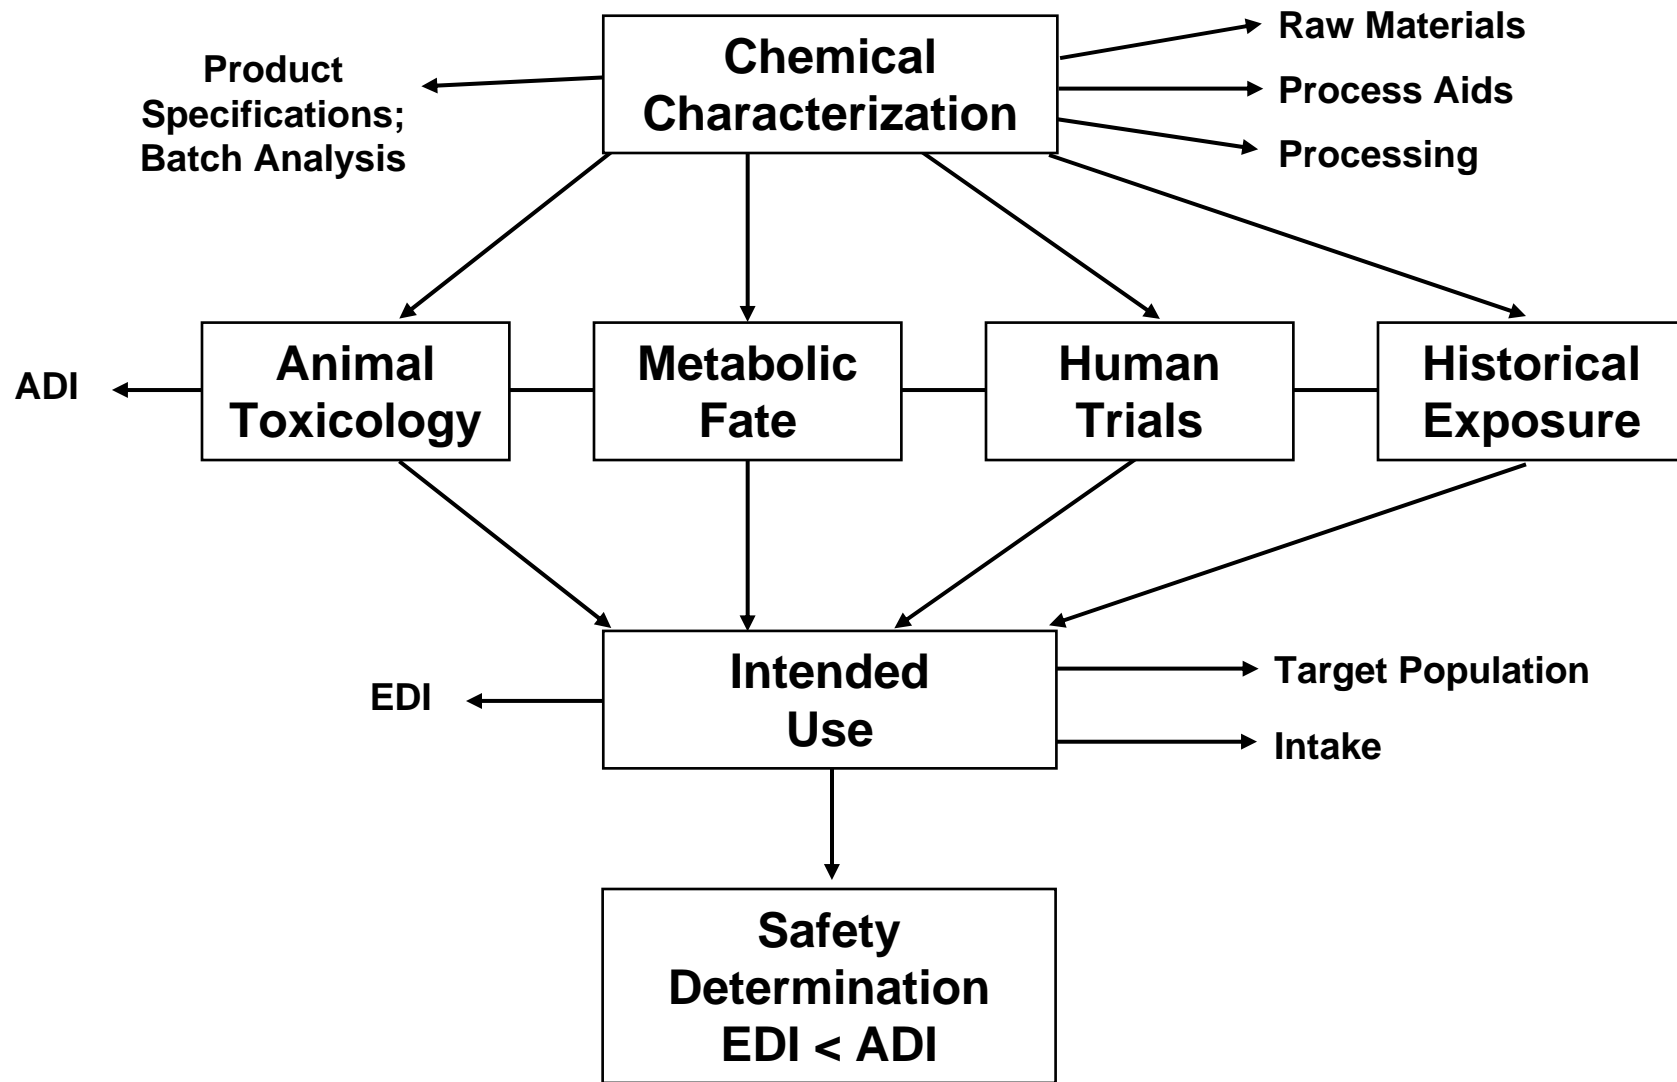 Chemical
Characterization
Product
Specifications;
Batch Analysis
Raw Materials
Process Aids
Processing
ADI
Animal
Toxicology
Metabolic
Fate
Human
Trials
Historical
Exposure
EDI
Intended
Use
Target Population
Intake
Safety
Determination
EDI < ADI